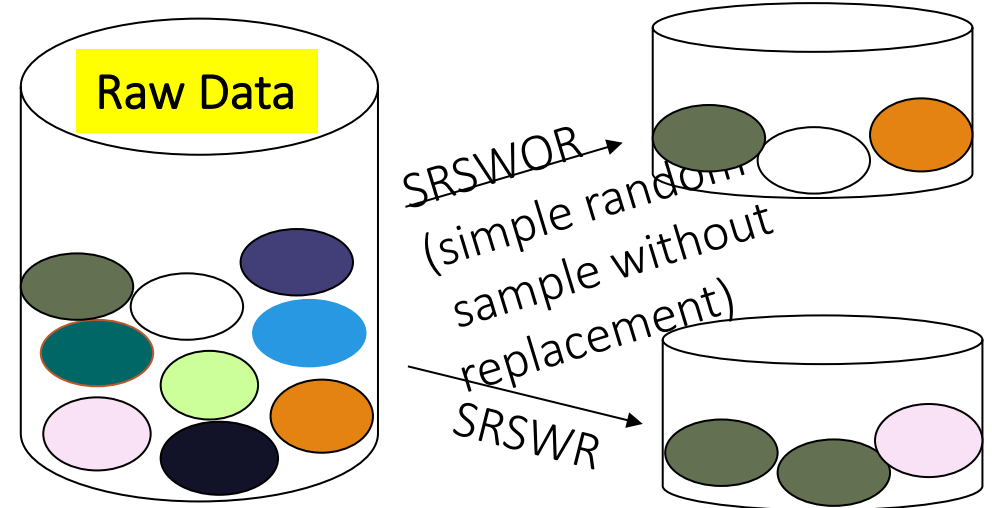 Raw Data
SRSWOR
(simple random
sample without
replacement)
SRSWR